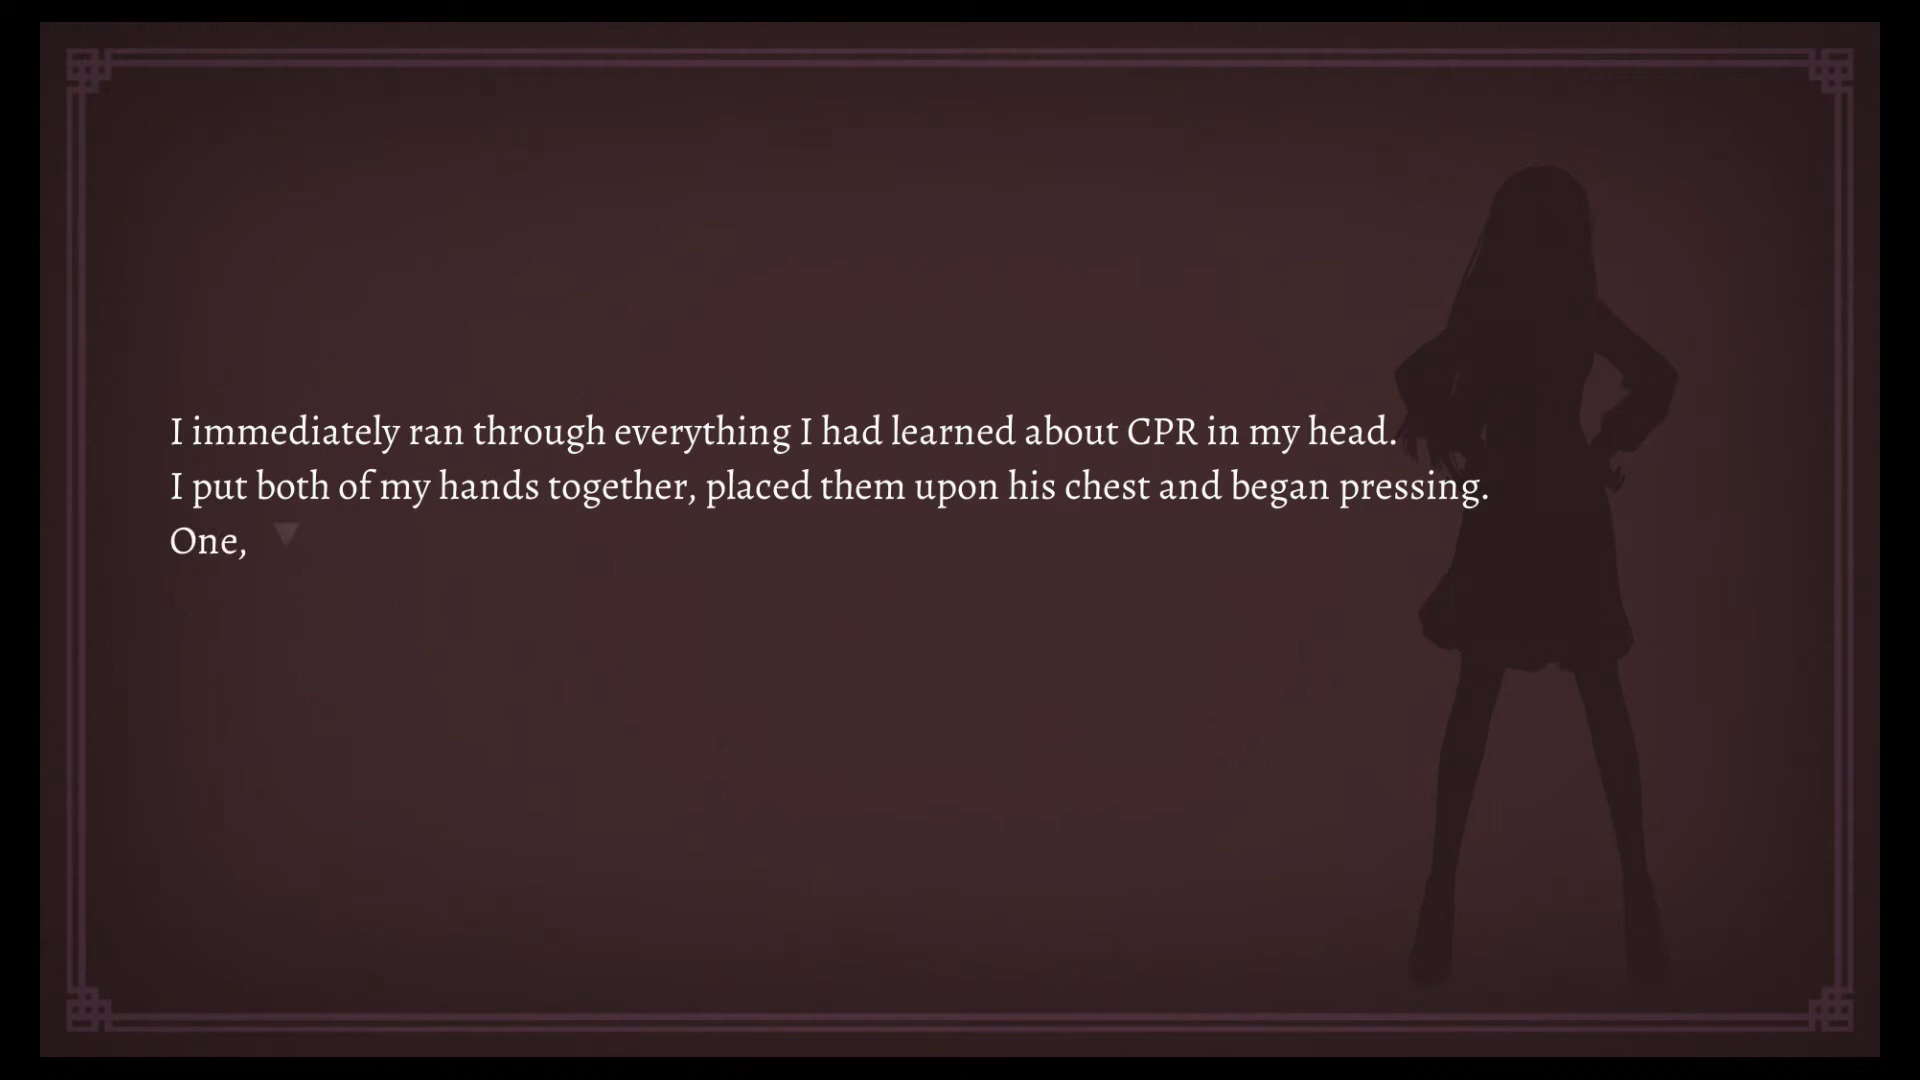 I immediately ran through everything I had learned about CPR in my head.
I put both of my hands together, placed them upon his chest and began pressing.
One,